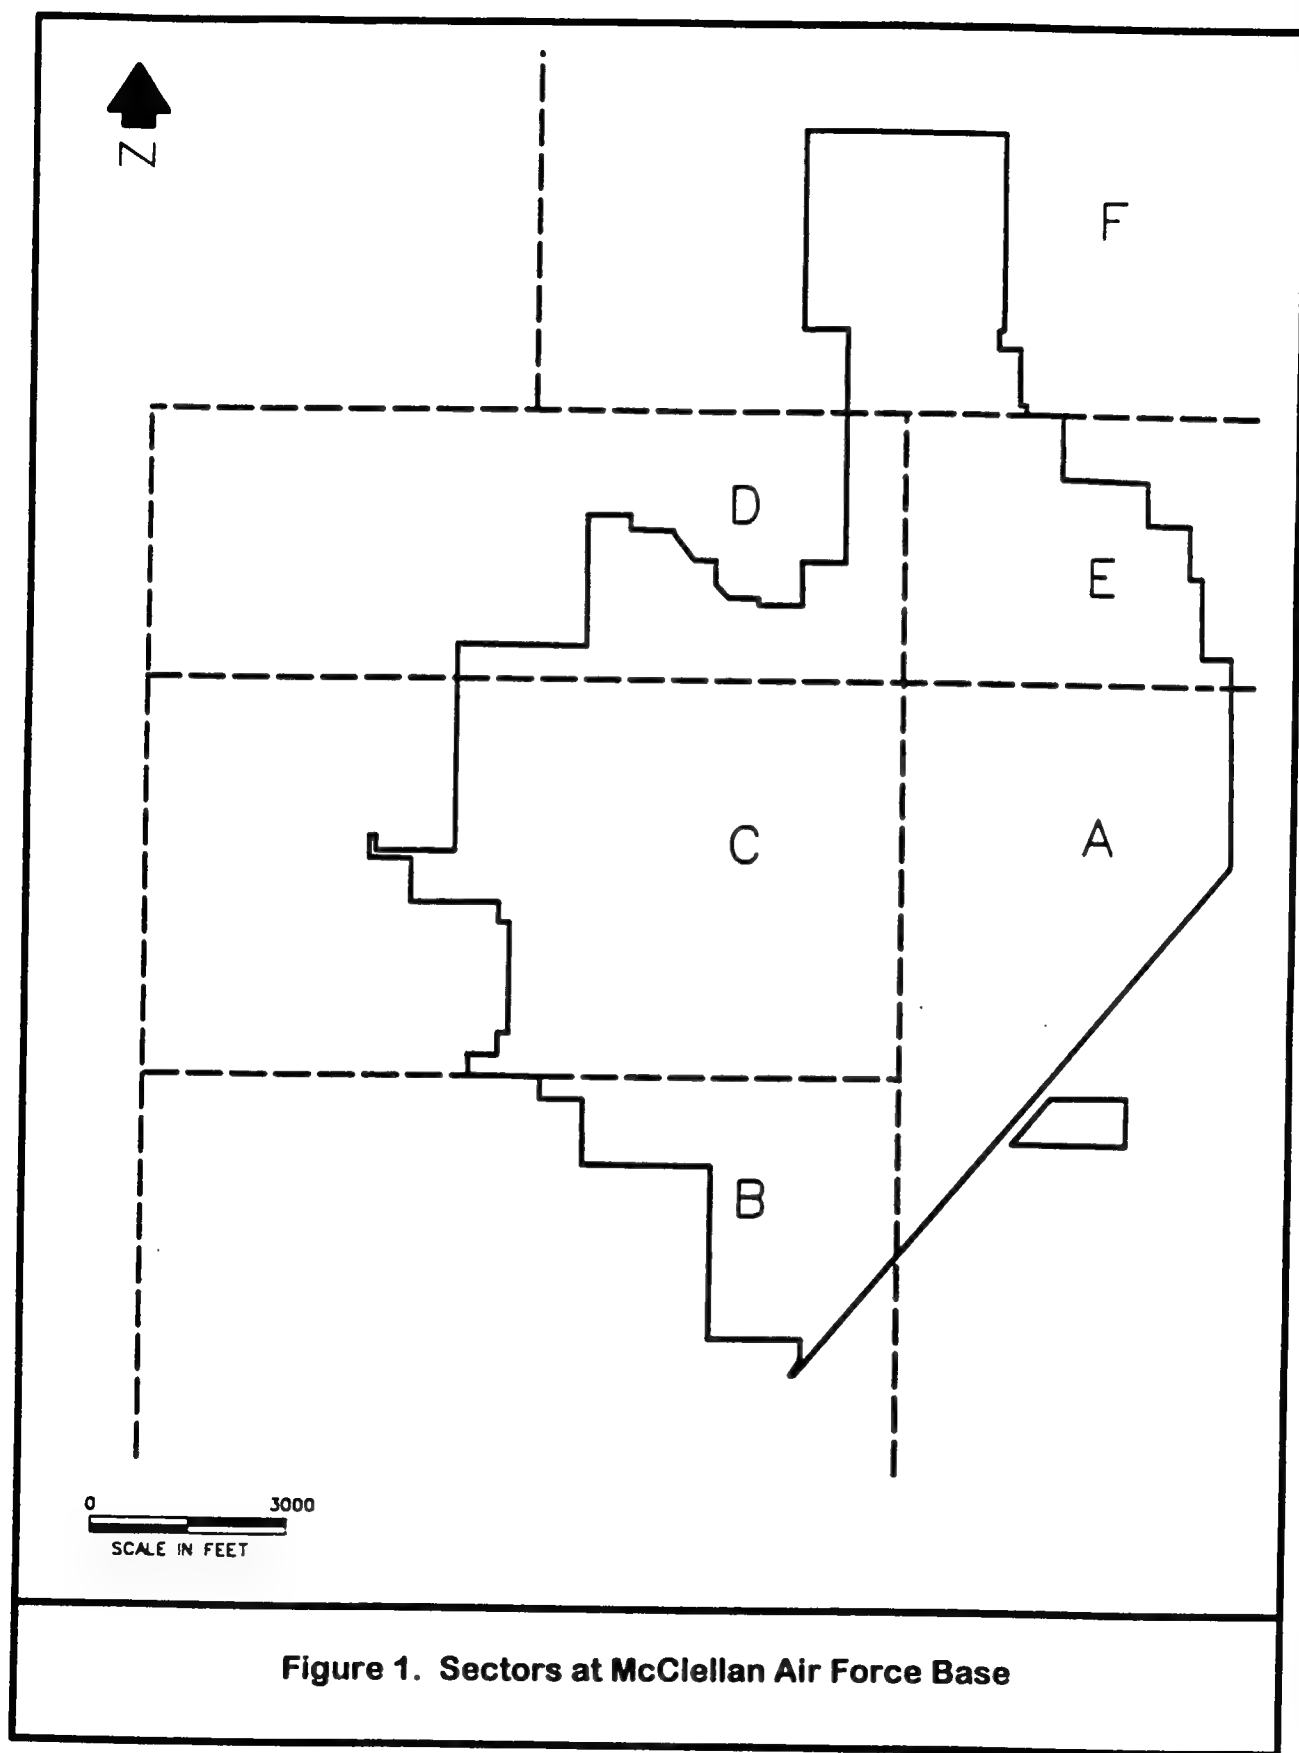 N
F
D
E
C
A
B
0 3000
SCALE IN FEET
Figure 1. Sectors at McClellan Air Force Base